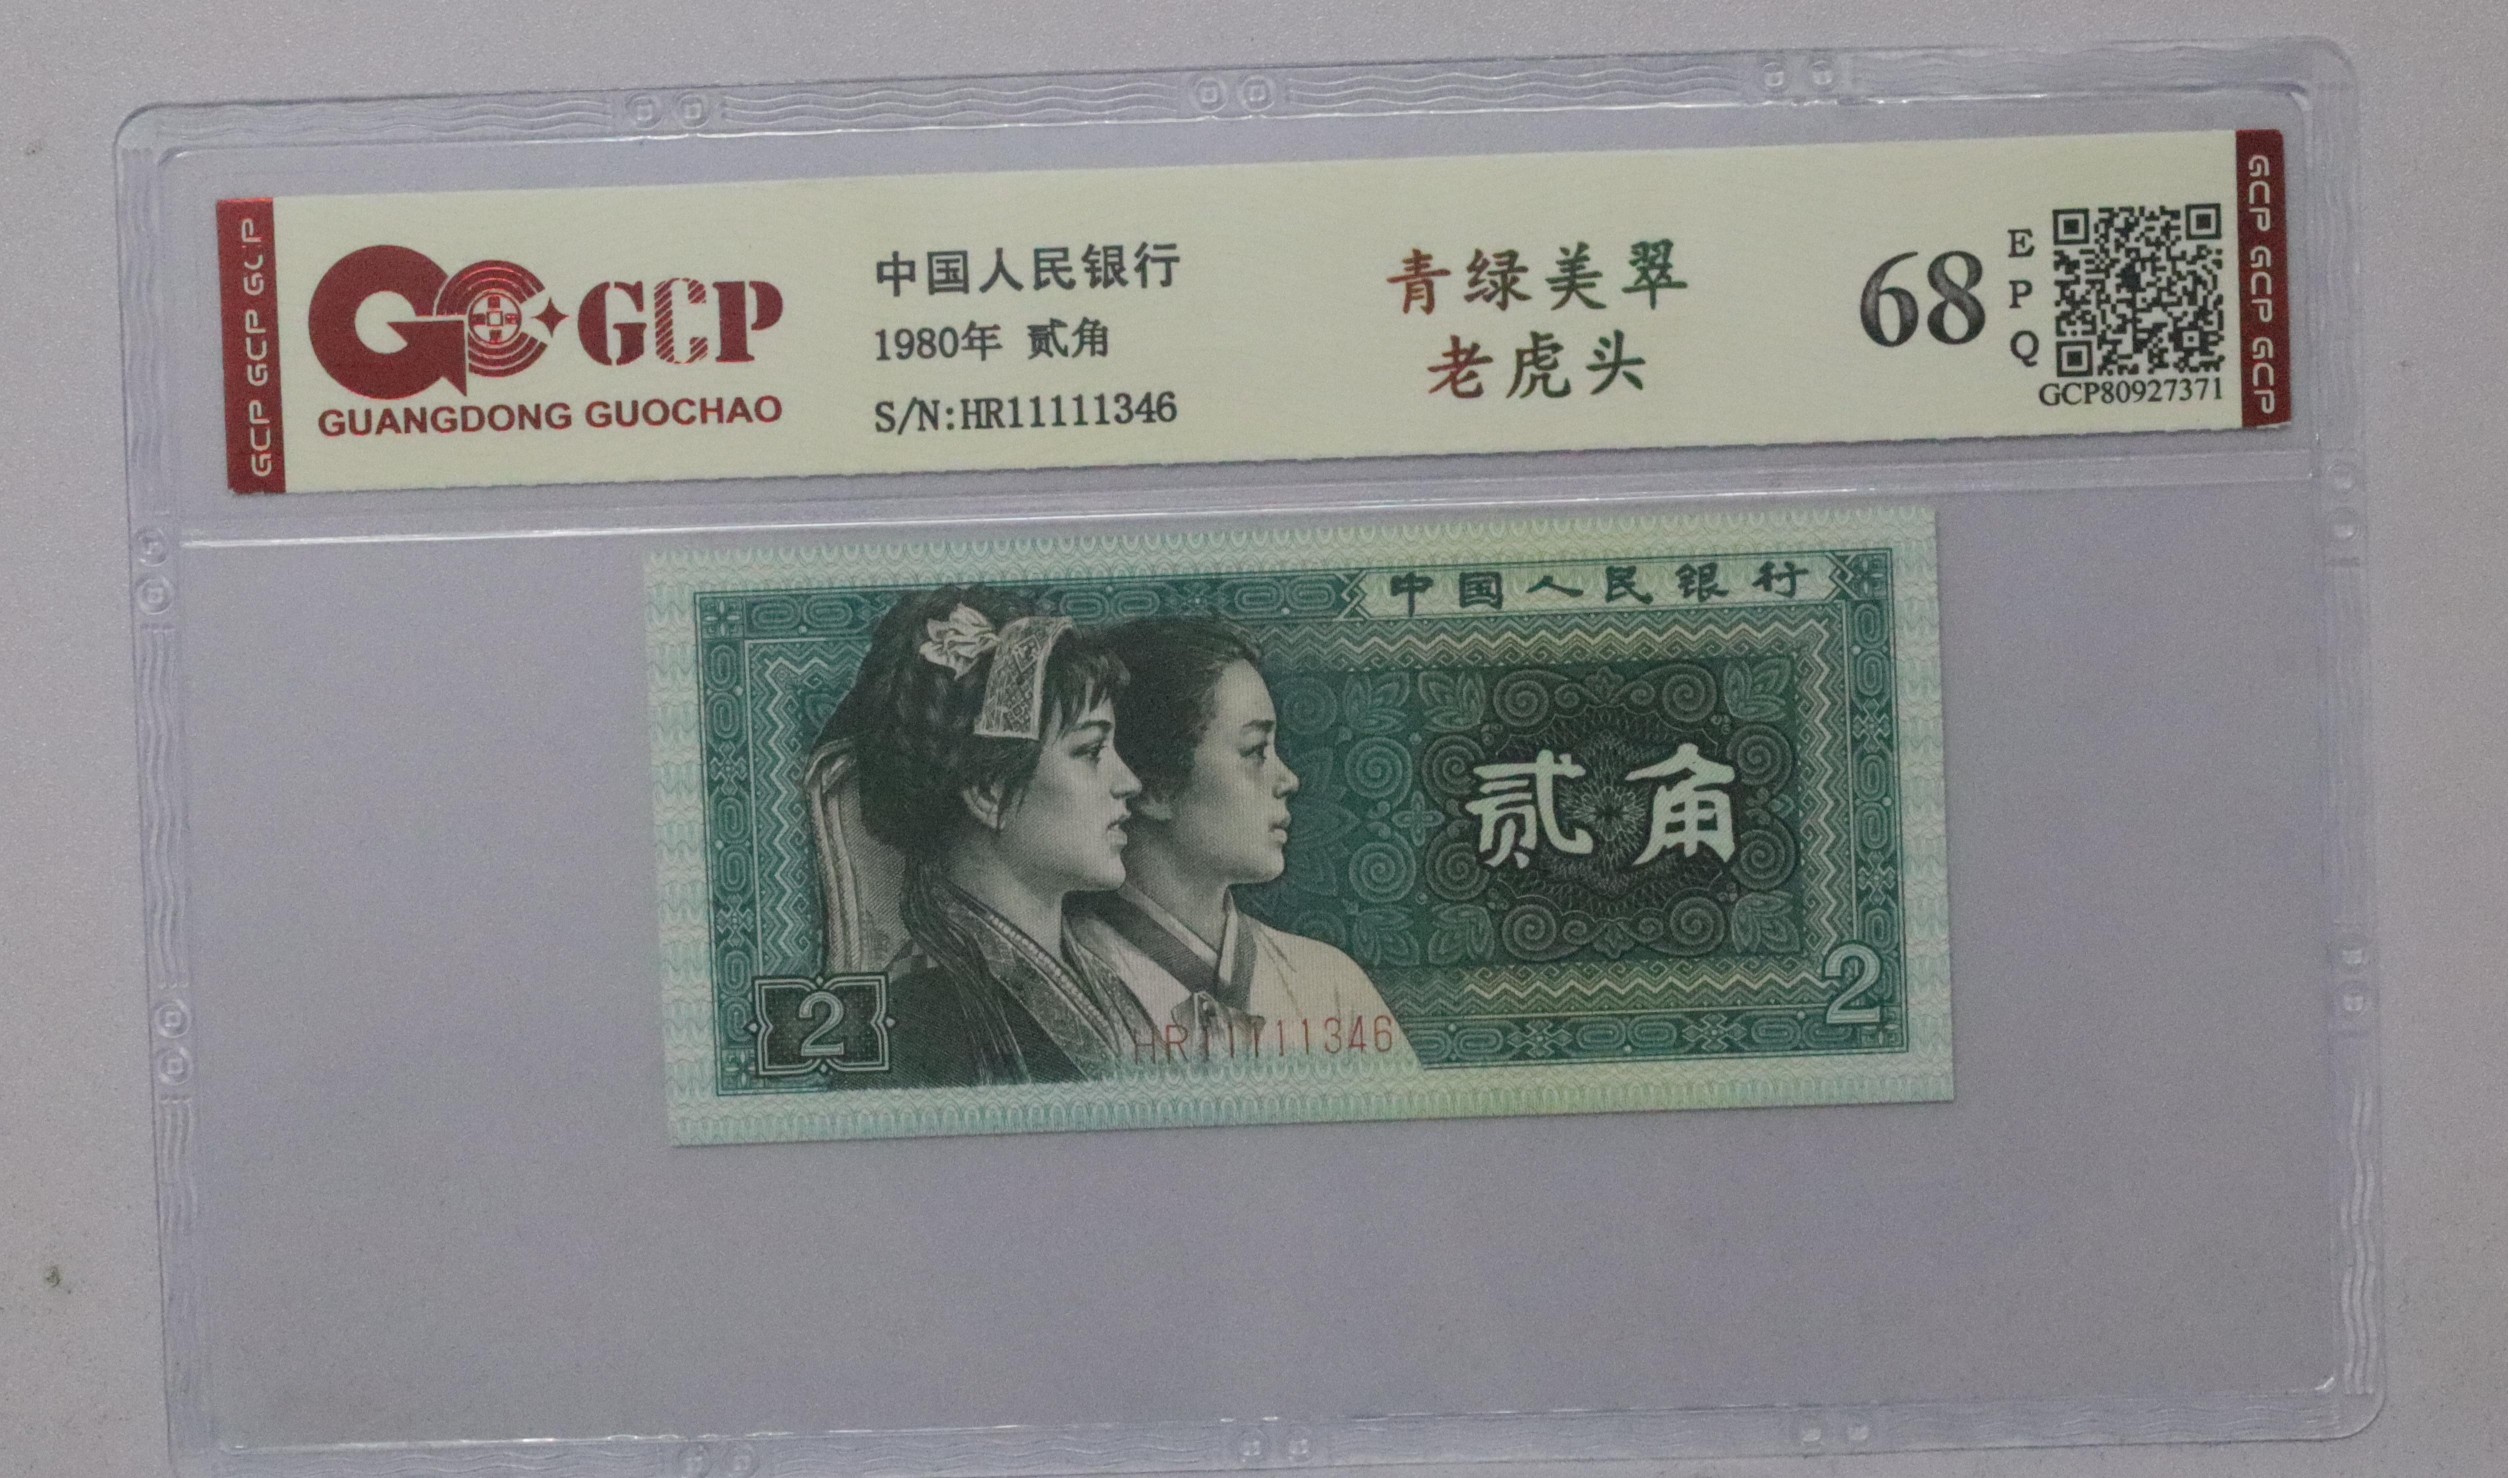 GCP GCP GCP
GCP
GUANGDONG GUOCHAO
中国人民银行
1980年 贰角
S/N:HR11111346
青绿美翠
老虎头
68
EPQ
GCP80927371
GCP GCP GCP
中国人民银行
贰角
2
2
HR11111346